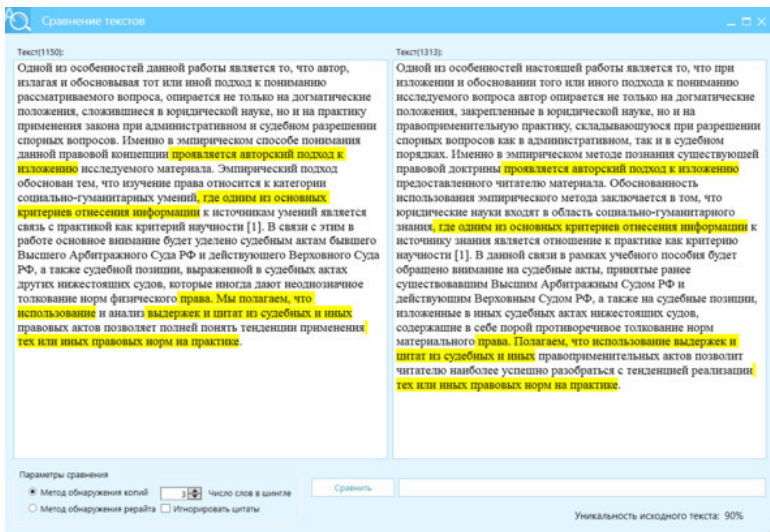 Сравнение текстов
Текст(1150):
Одной из особенностей данной работы является то, что автор,
излагая и обосновывая тот или иной подход к пониманию
рассматриваемого вопроса, опирается не только на догматические
положения, сложившиеся в юридической науке, но и на практику
применения закона при административном и судебном разрешении
спорных вопросов. Именно в эмпирическом способе понимания
данной правовой концепции проявляется авторский подход к
изложению исследуемого материала. Эмпирический подход
обоснован тем, что изучение права относится к категории
социально-гуманитарных умений, где одним из основных
критериев отнесения информации к источникам умений является
связь с практикой как критерий научности [1]. В связи с этим в
работе основное внимание будет уделено судебным актам бывшего
Высшего Арбитражного Суда РФ и действующего Верховного Суда
РФ, а также судебной позиции, выраженной в судебных актах
других нижестоящих судов, которые иногда дают неоднозначное
толкование норм физического права. Мы полагаем, что
использование и анализ выдержек и цитат из судебных и иных
правовых актов позволяет полней понять тенденции применения
тех или иных правовых норм на практике.
Текст(1313):
Одной из особенностей настоящей работы является то, что при
изложении и обосновании того или иного подхода к пониманию
исследуемого вопроса автор опирается не только на догматические
положения, закрепленные в юридической науке, но и на
правоприменительную практику, складывающуюся при разрешении
спорных вопросов как в административном, так и в судебном
порядках. Именно в эмпирическом методе познания существующей
правовой доктрины проявляется авторский подход к изложению
предоставленного читателю материала. Обоснованность
использования эмпирического метода заключается в том, что
юридические науки входят в область социально-гуманитарного
знания, где одним из основных критериев отнесения информации к
источнику знания является отношение к практике как критерию
научности [1]. В данной связи в рамках учебного пособия будет
обращено внимание на судебные акты, принятые ранее
существовавшим Высшим Арбитражным Судом РФ и
действующим Верховным Судом РФ, а также на судебные позиции,
изложенные в иных судебных актах нижестоящих судов,
содержащие в себе порой противоречивое толкование норм
материального права. Полагаем, что использование выдержек и
цитат из судебных и иных правоприменительных актов позволит
читателю наиболее успешно разобраться с тенденцией реализации
тех или иных правовых норм на практике.
Параметры сравнения
Метод обнаружения копий 3 Число слов в шингле
Метод обнаружения рерайта Игнорировать цитаты
Сравнить
Уникальность исходного текста: 90%